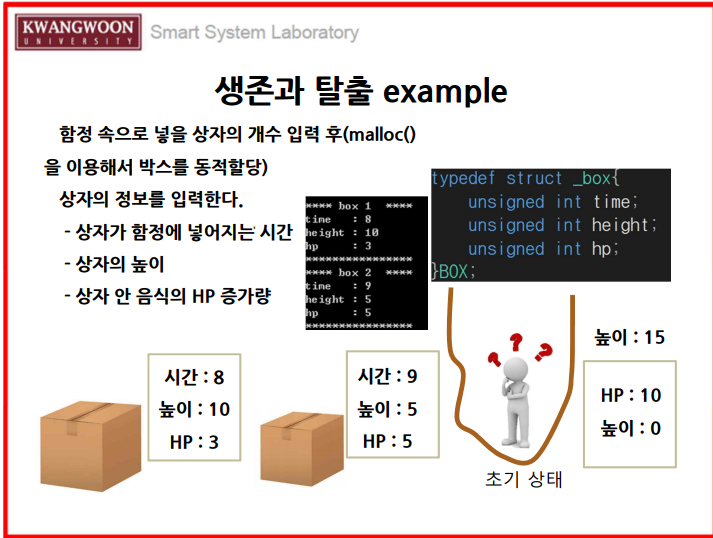 KWANGWOON
UNIVERSITY
Smart System Laboratory
생존과 탈출 example
함정 속으로 넣을 상자의 개수 입력 후(malloc()
을 이용해서 박스를 동적할당)
상자의 정보를 입력한다.
- 상자가 함정에 넣어지는 시간
- 상자의 높이
- 상자 안 음식의 HP 증가량
**** box 1  ****
time   : 8
height : 10
hp     : 3
****************
**** box 2  ****
time   : 9
height : 5
hp     : 5
****************
typedef struct _box{
    unsigned int time;
    unsigned int height;
    unsigned int hp;
}BOX;
시간 : 8
높이 : 10
HP : 3
시간 : 9
높이 : 5
HP : 5
? ? ?
높이 : 15
HP : 10
높이 : 0
초기 상태